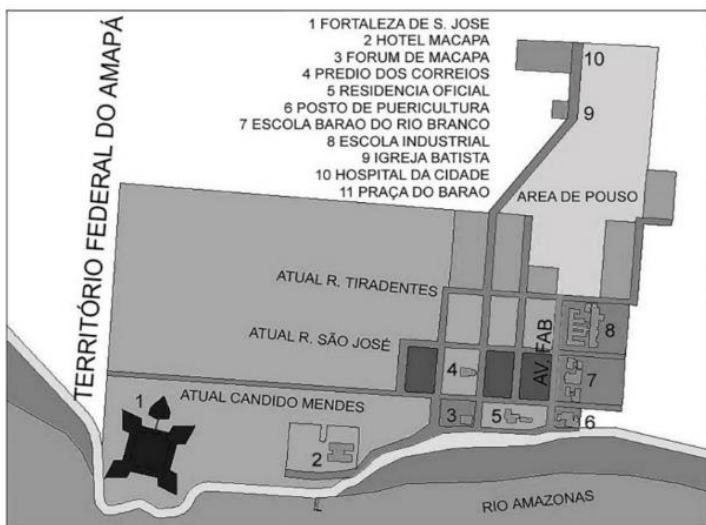 1 FORTALEZA DE S. JOSE
2 HOTEL MACAPA
3 FORUM DE MACAPA
4 PREDIO DOS CORREIOS
5 RESIDENCIA OFICIAL
6 POSTO DE PUERICULTURA
7 ESCOLA BARAO DO RIO BRANCO
8 ESCOLA INDUSTRIAL
9 IGREJA BATISTA
10 HOSPITAL DA CIDADE
11 PRAÇA DO BARAO
TERRITÓRIO FEDERAL DO AMAPÁ
10
9
AREA DE POUSO
ATUAL R. TIRADENTES
ATUAL R. SÃO JOSÉ
AV. FAB
8
4
7
ATUAL CANDIDO MENDES
1
3
5
6
2
RIO AMAZONAS